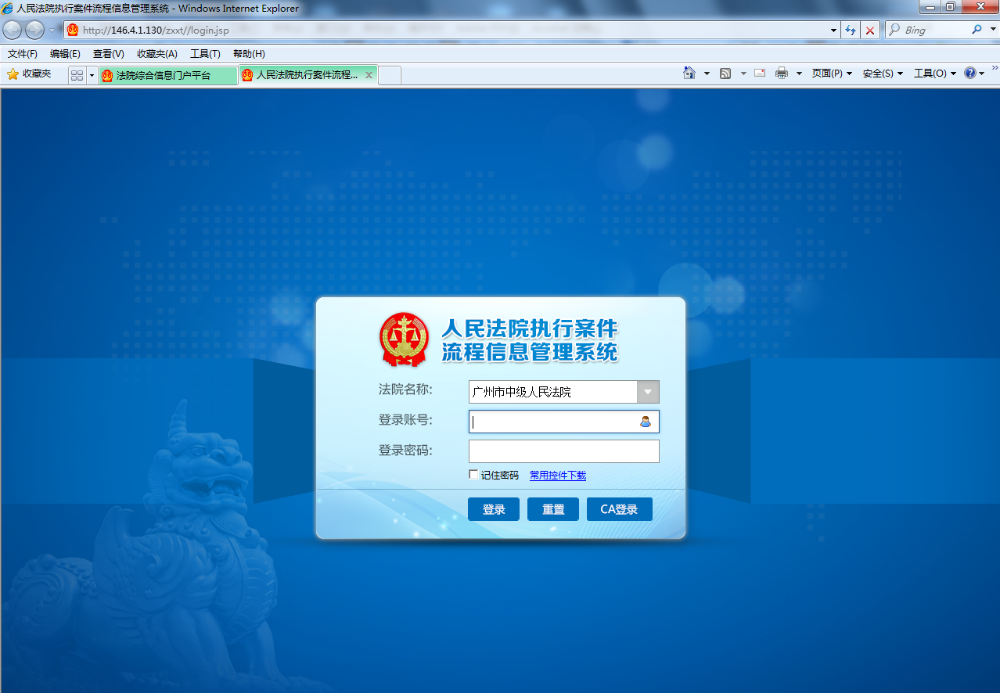 人民法院执行案件流程信息管理系统 - Windows Internet Explorer
http://146.4.1.130/zxxt//login.jsp
Bing
文件(F) 编辑(E) 查看(V) 收藏夹(A) 工具(T) 帮助(H)
收藏夹 法院综合信息门户平台 人民法院执行案件流程... 页面(P) 安全(S) 工具(O)
人民法院执行案件
流程信息管理系统
法院名称: 广州市中级人民法院
登录账号:
登录密码:
记住密码 常用控件下载
登录 重置 CA登录